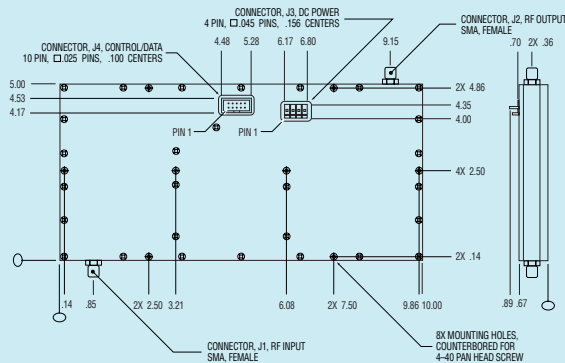 CONNECTOR, J3, DC POWER
4 PIN, □.045 PINS, .156 CENTERS
CONNECTOR, J2, RF OUTPUT
SMA, FEMALE
CONNECTOR, J4, CONTROL/DATA
10 PIN, □.025 PINS, .100 CENTERS
4.48 5.28 6.17 6.80 9.15 .70 2X .36
5.00
4.53
4.17
2X 4.86
4.35
4.00
PIN 1 PIN 1
4X 2.50
2X .14
.14 .85 2X 2.50 3.21 6.08 2X 7.50 9.86 10.00 .89 .67
CONNECTOR, J1, RF INPUT
SMA, FEMALE
8X MOUNTING HOLES,
COUNTERBORED FOR
4–40 PAN HEAD SCREW